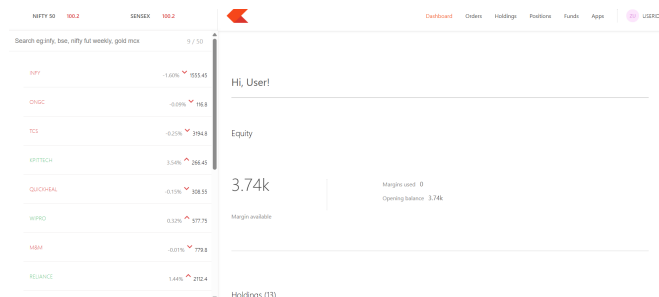 NIFTY 50 100.2 SENSEX 100.2
Dashboard Orders Holdings Positions Funds Apps ZU USERID
Search eg:infy, bse, nifty fut weekly, gold mcx 9 / 50
INFY -1.60% 1555.45
ONGC -0.09% 116.8
TCS -0.25% 3194.8
KPITTECH 3.54% 266.45
QUICKHEAL -0.15% 308.55
WIPRO 0.32% 577.75
M&M -0.01% 779.8
RELIANCE 1.44% 2112.4
Hi, User!
Equity
3.74k
Margin available
Margins used 0
Opening balance 3.74k
Holdings (13)